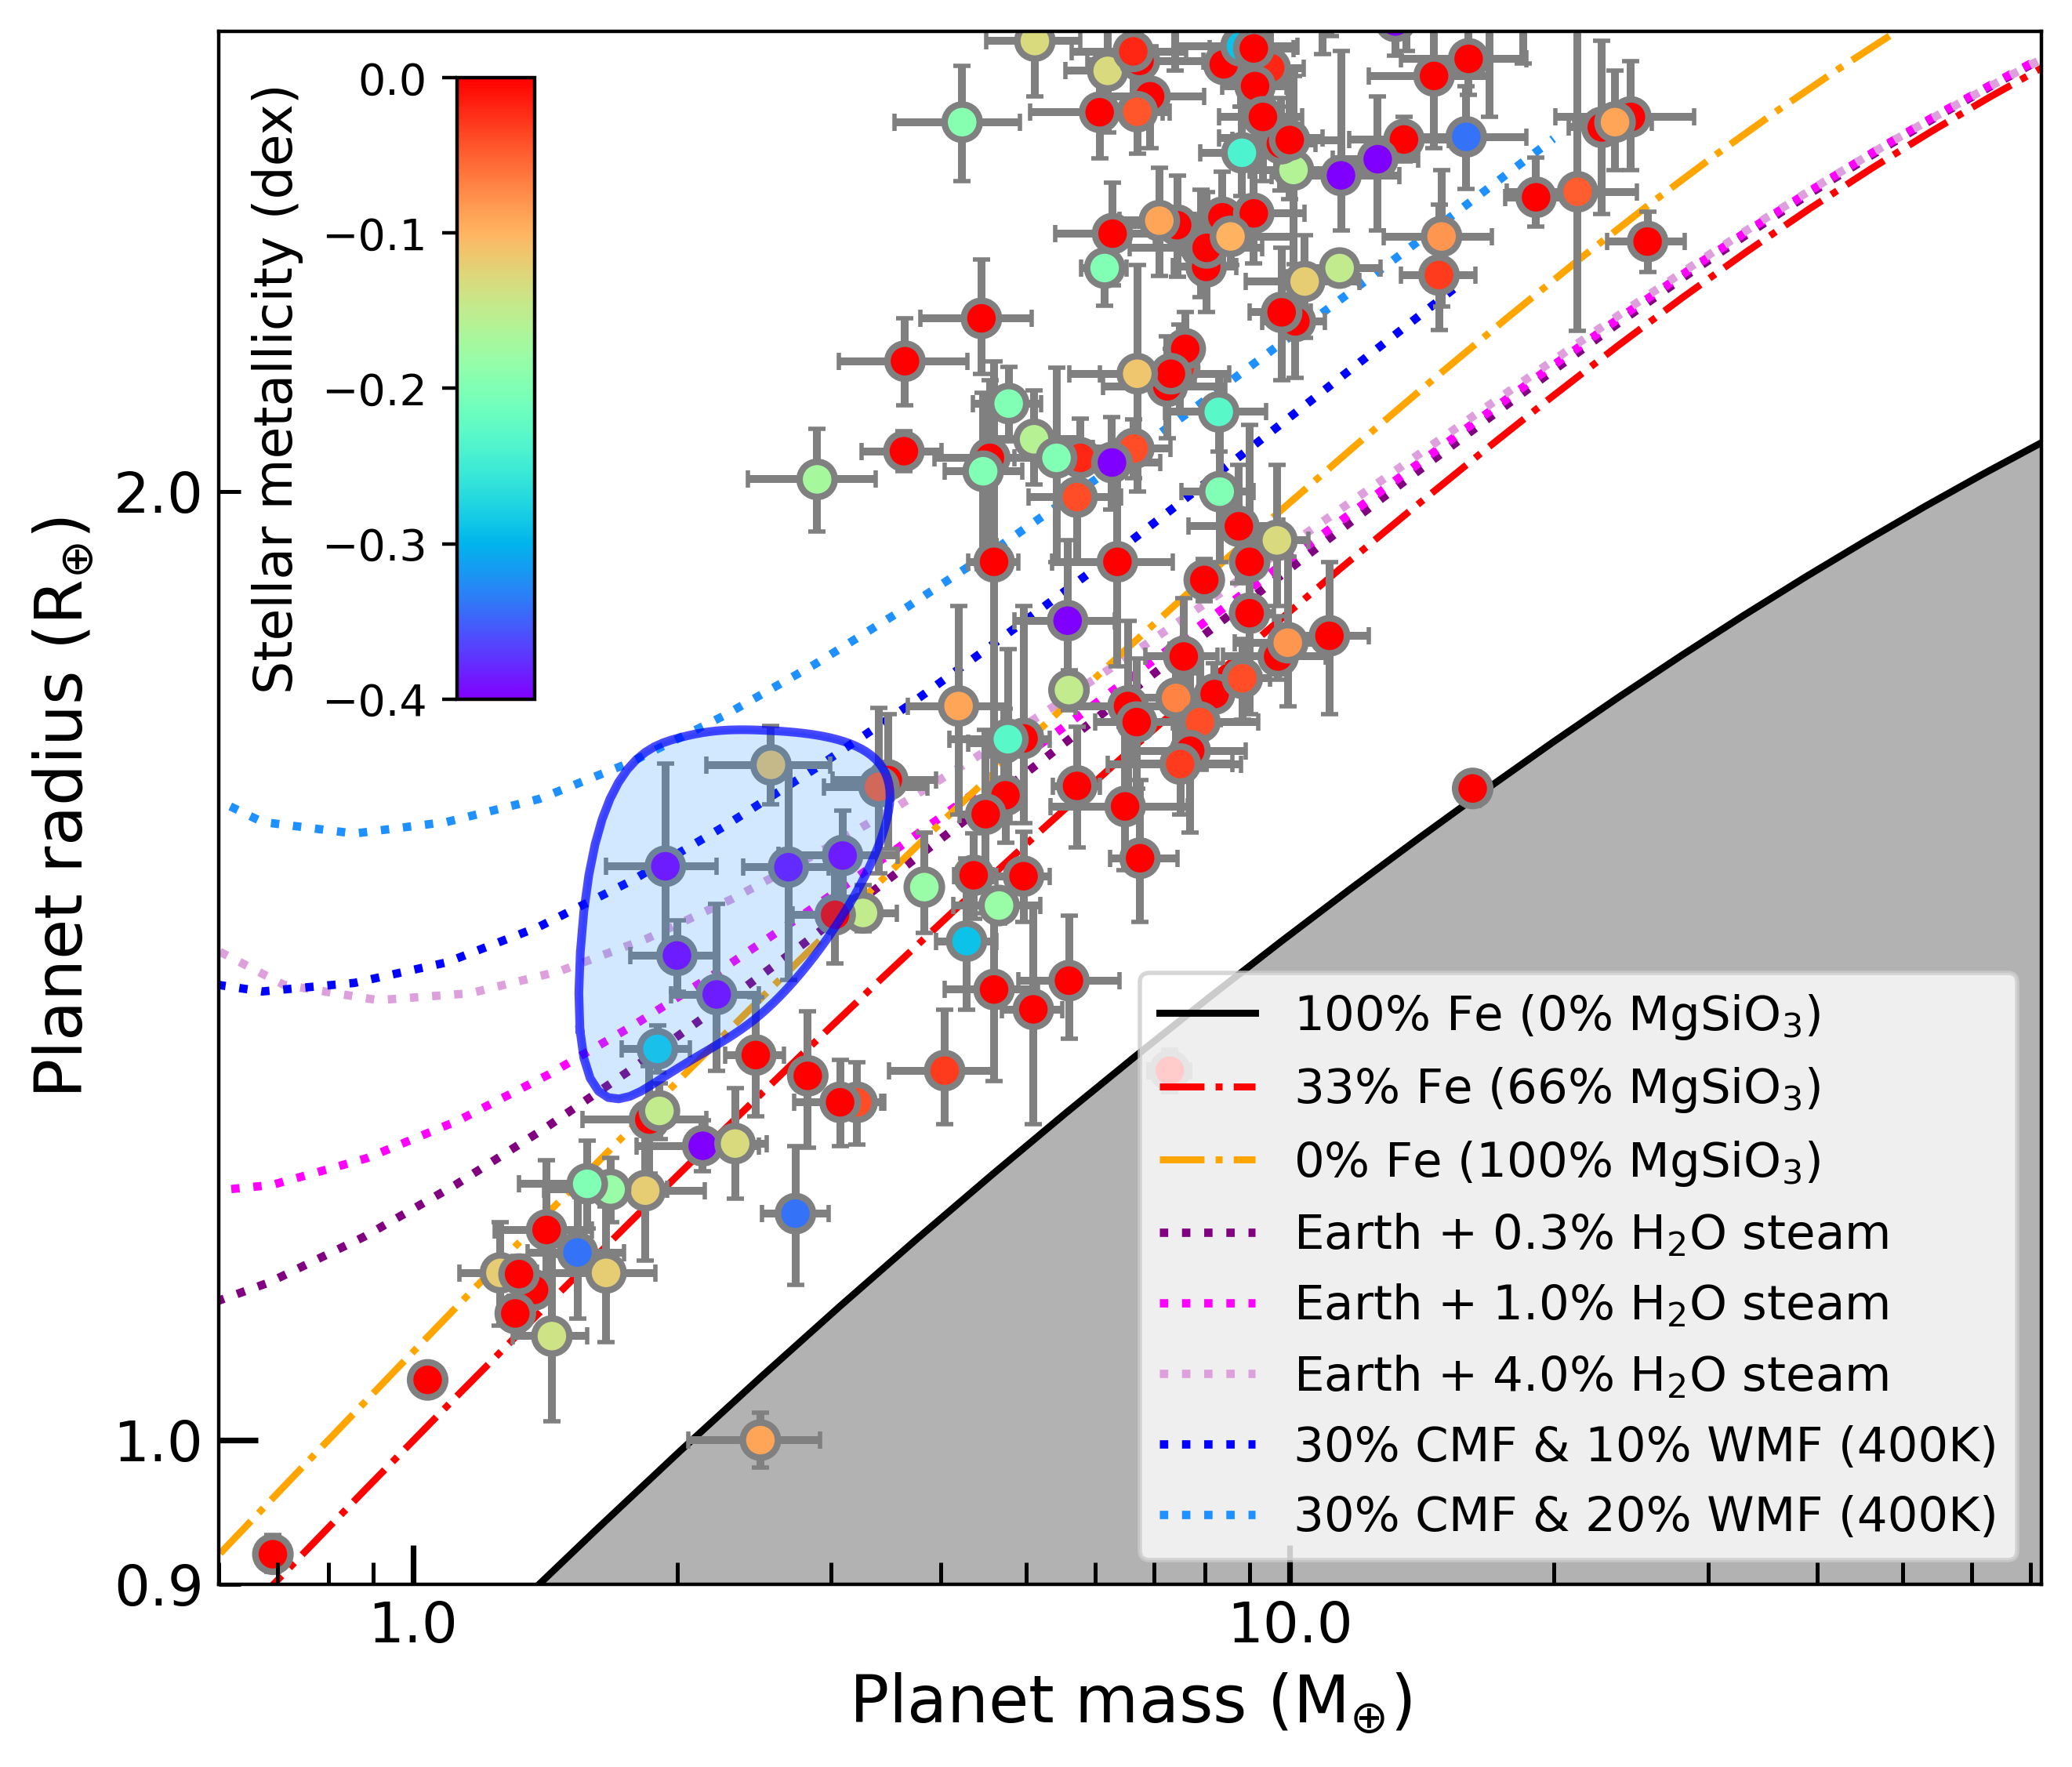 Planet radius (R⊕)
2.0
1.0
0.9
Stellar metallicity (dex)
0.0
−0.1
−0.2
−0.3
−0.4
100% Fe (0% MgSiO₃)
33% Fe (66% MgSiO₃)
0% Fe (100% MgSiO₃)
Earth + 0.3% H₂O steam
Earth + 1.0% H₂O steam
Earth + 4.0% H₂O steam
30% CMF & 10% WMF (400K)
30% CMF & 20% WMF (400K)
1.0 10.0
Planet mass (M⊕)